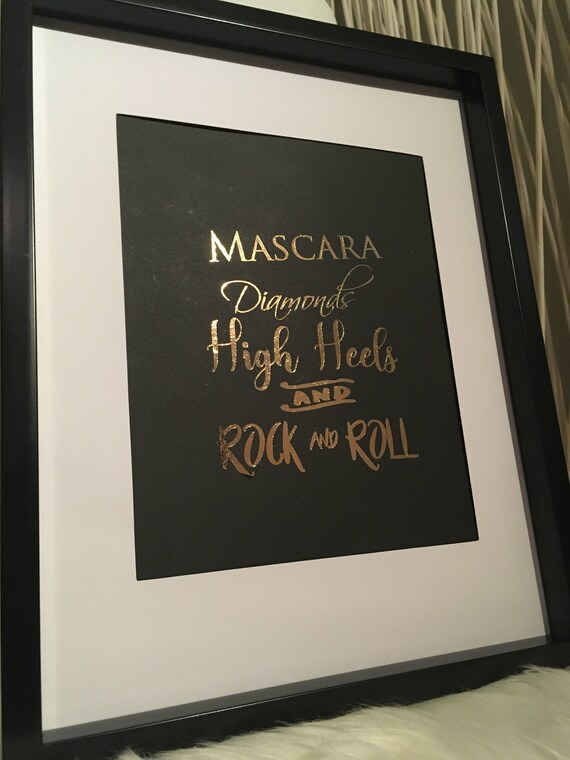 MASCARA
Diamonds
High Heels
AND
ROCK AND ROLL